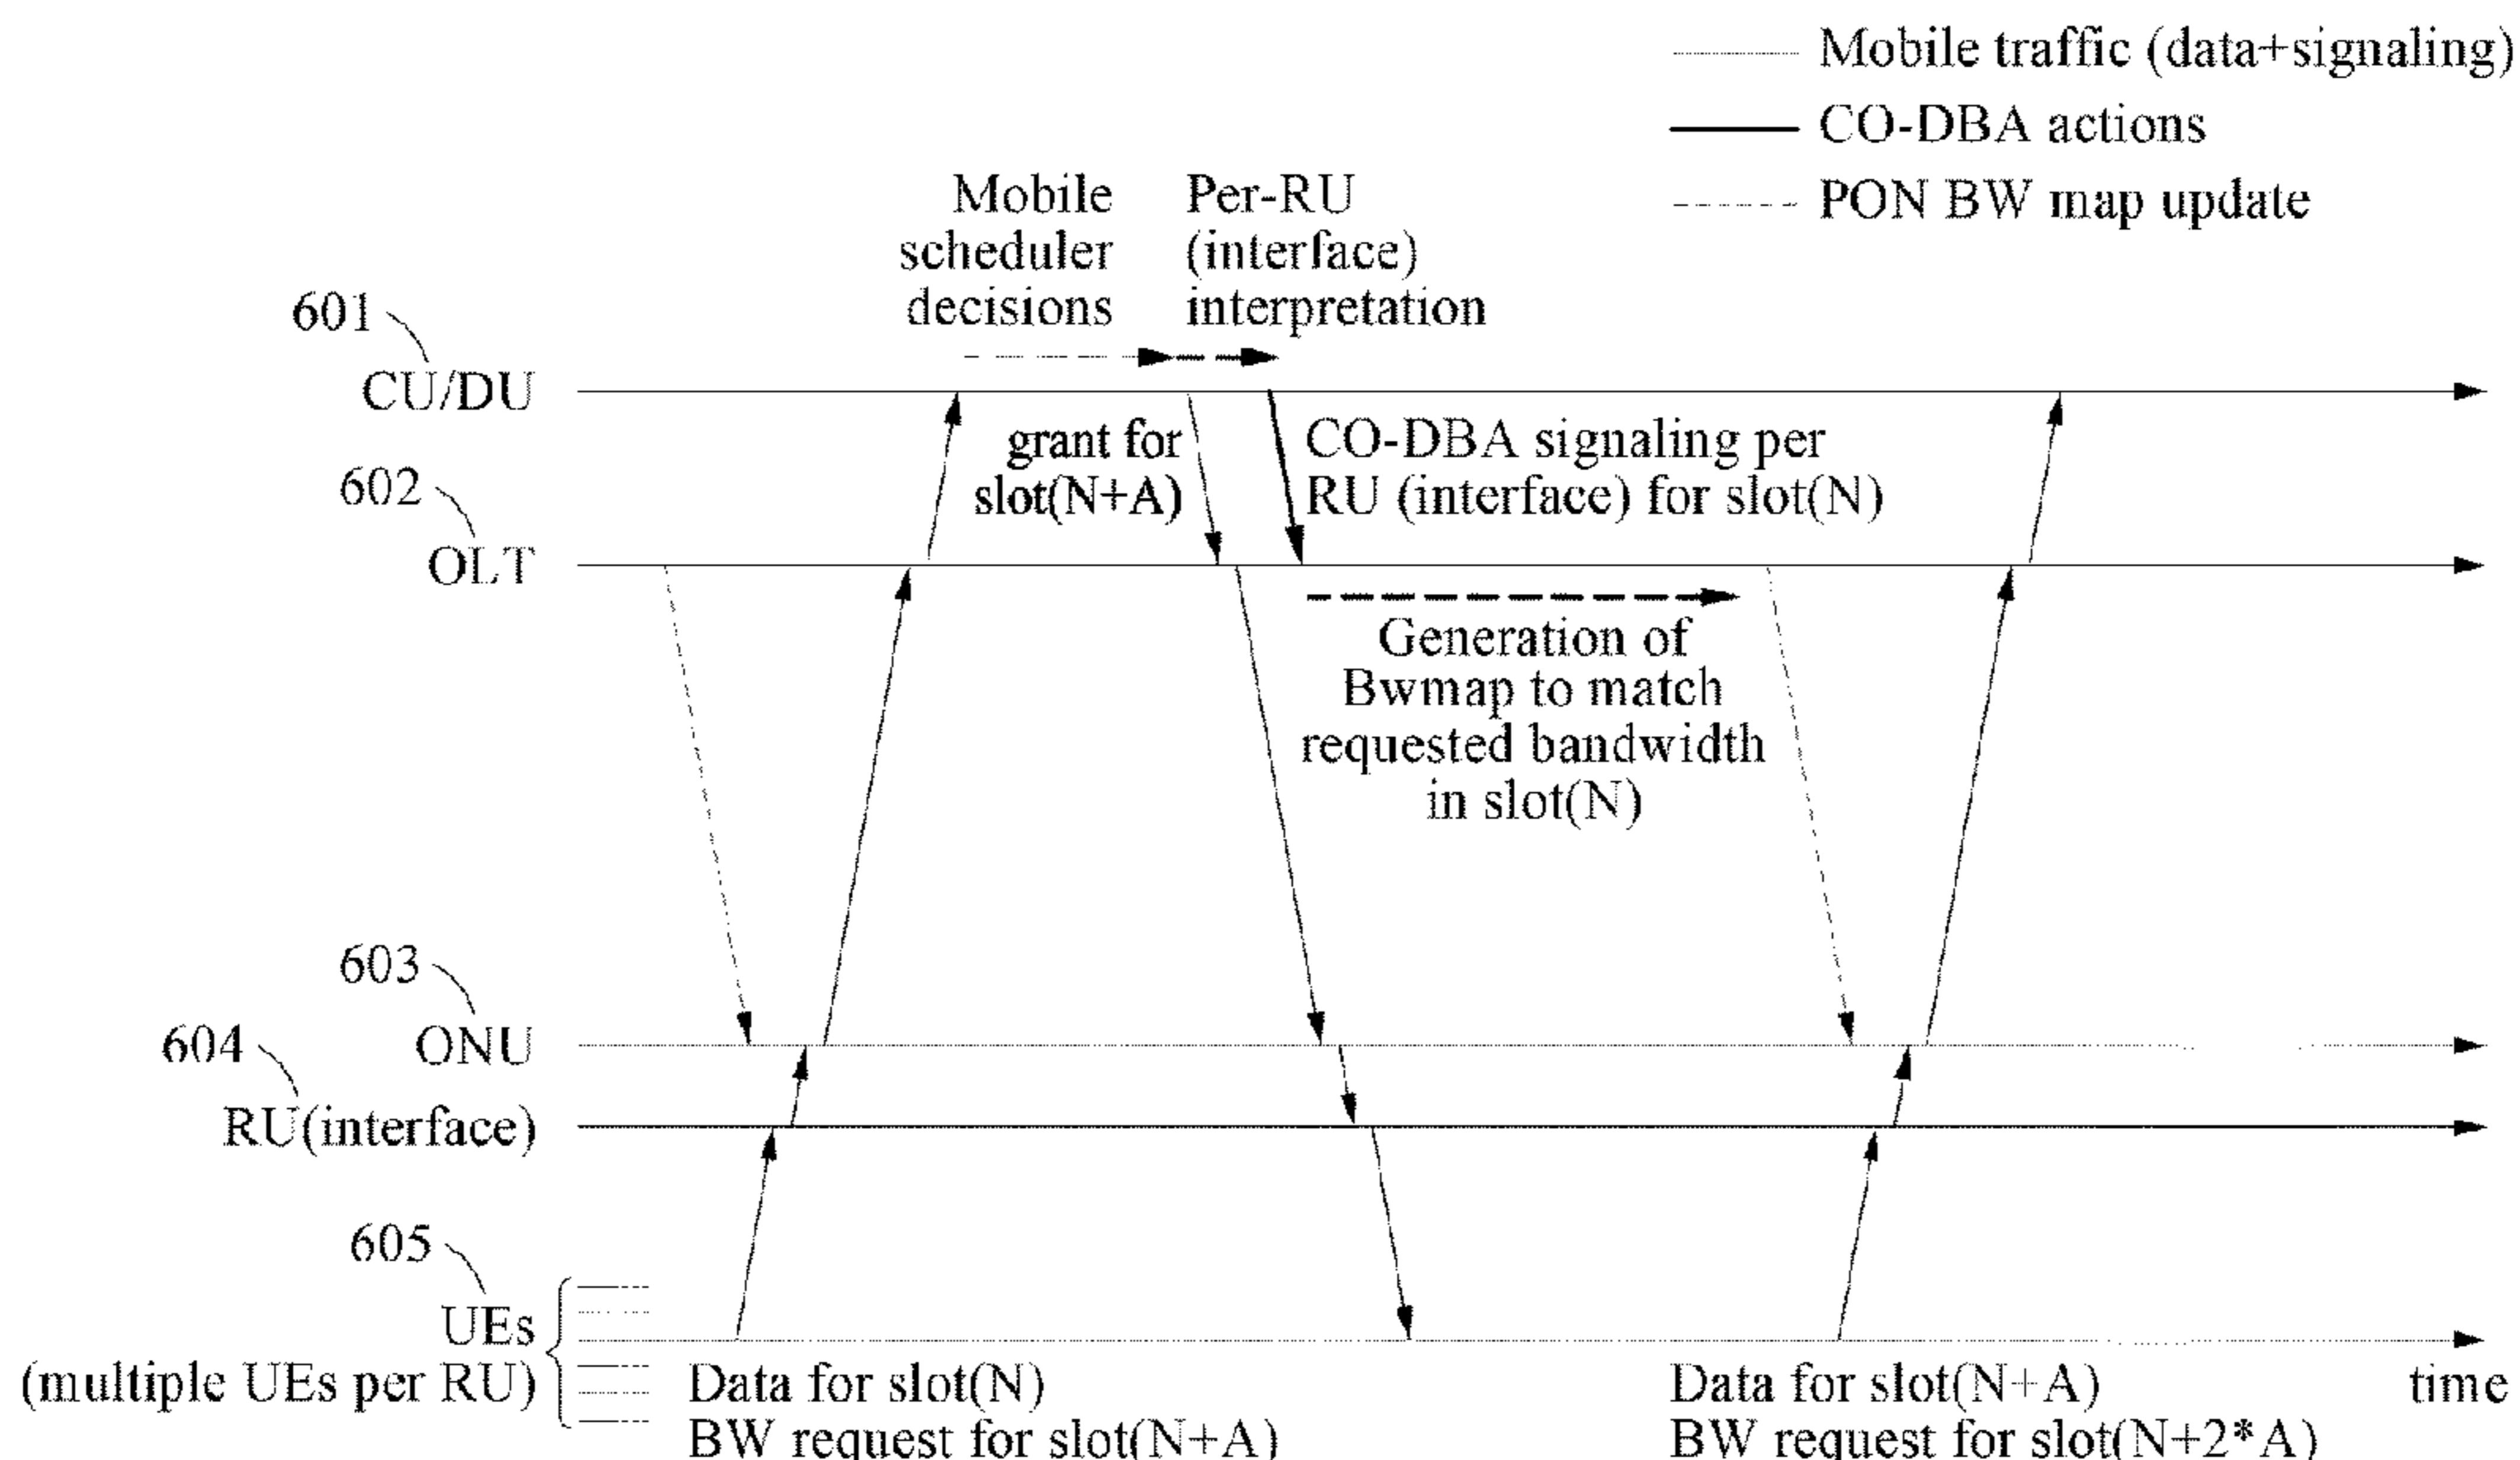 Mobile traffic (data+signaling)
CO-DBA actions
PON BW map update
Mobile
scheduler
decisions
Per-RU
(interface)
interpretation
601
CU/DU
grant for
slot(N+A)
CO-DBA signaling per
RU (interface) for slot(N)
602
OLT
Generation of
Bwmap to match
requested bandwidth
in slot(N)
603
ONU
604
RU(interface)
605
UEs
(multiple UEs per RU)
Data for slot(N)
BW request for slot(N+A)
Data for slot(N+A)
BW request for slot(N+2*A)
time